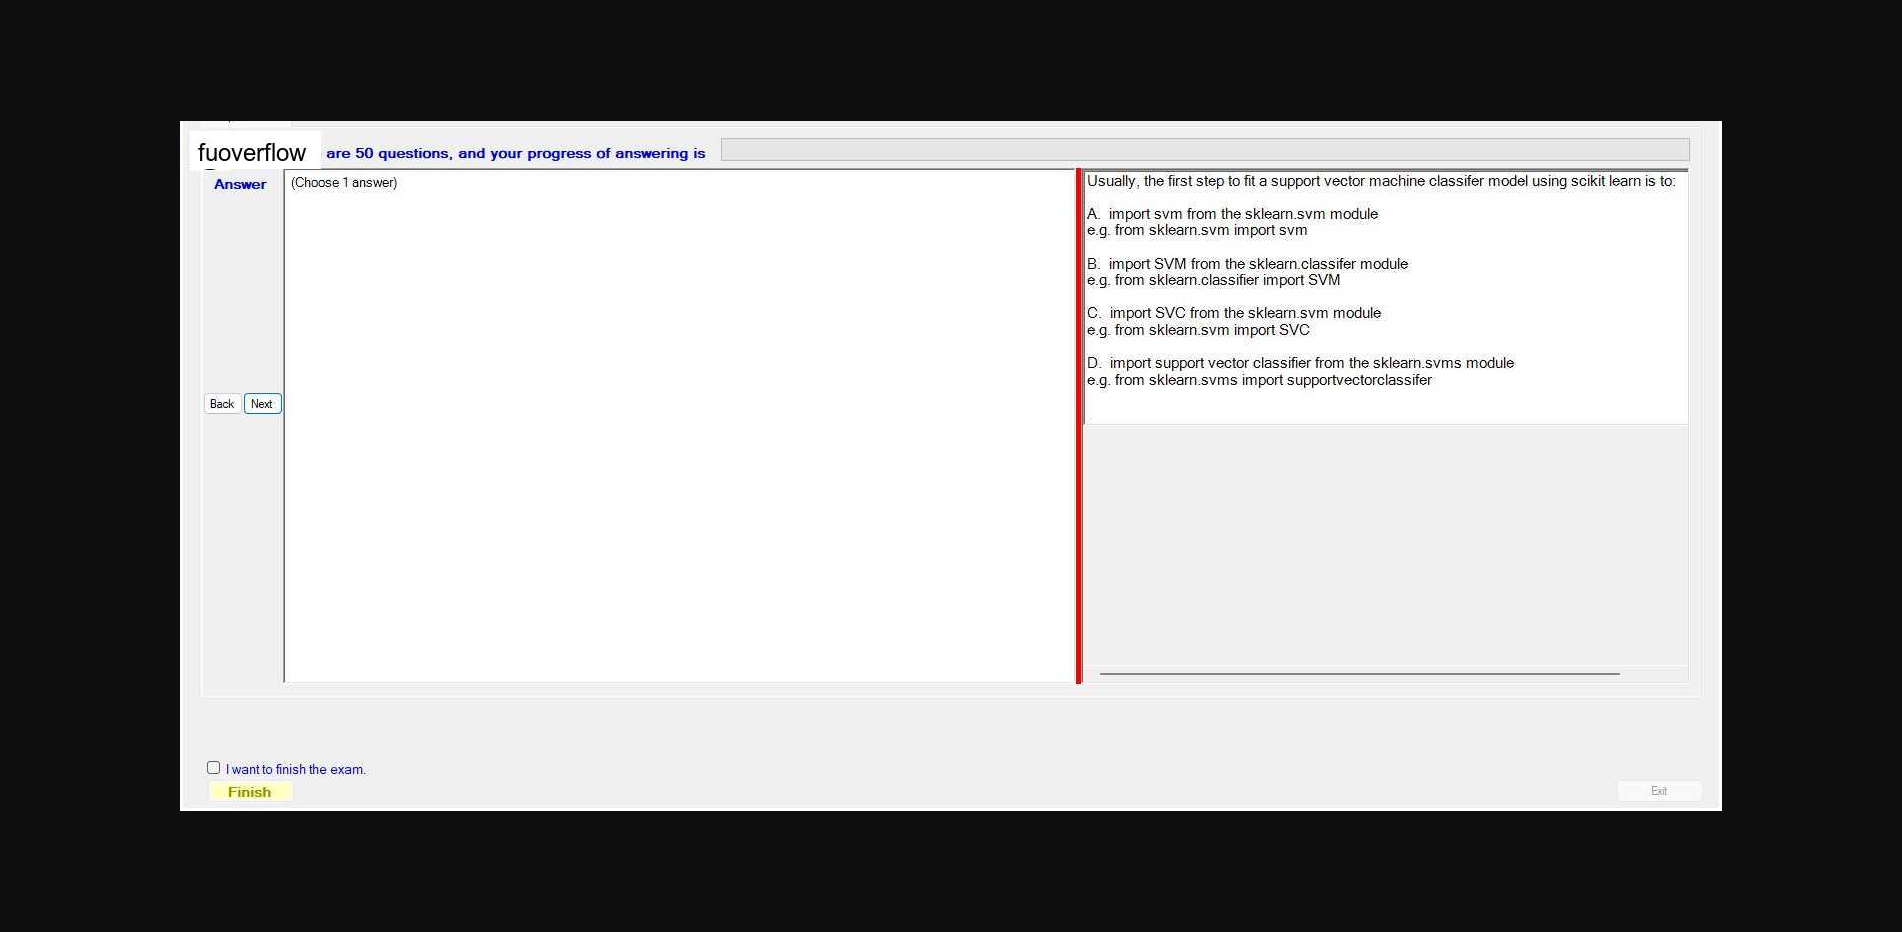 fuoverflow are 50 questions, and your progress of answering is
Answer
(Choose 1 answer)
Back Next
Usually, the first step to fit a support vector machine classifer model using scikit learn is to:
A. import svm from the sklearn.svm module
e.g. from sklearn.svm import svm
B. import SVM from the sklearn.classifer module
e.g. from sklearn.classifier import SVM
C. import SVC from the sklearn.svm module
e.g. from sklearn.svm import SVC
D. import support vector classifier from the sklearn.svms module
e.g. from sklearn.svms import supportvectorclassifer
I want to finish the exam.
Finish
Exit